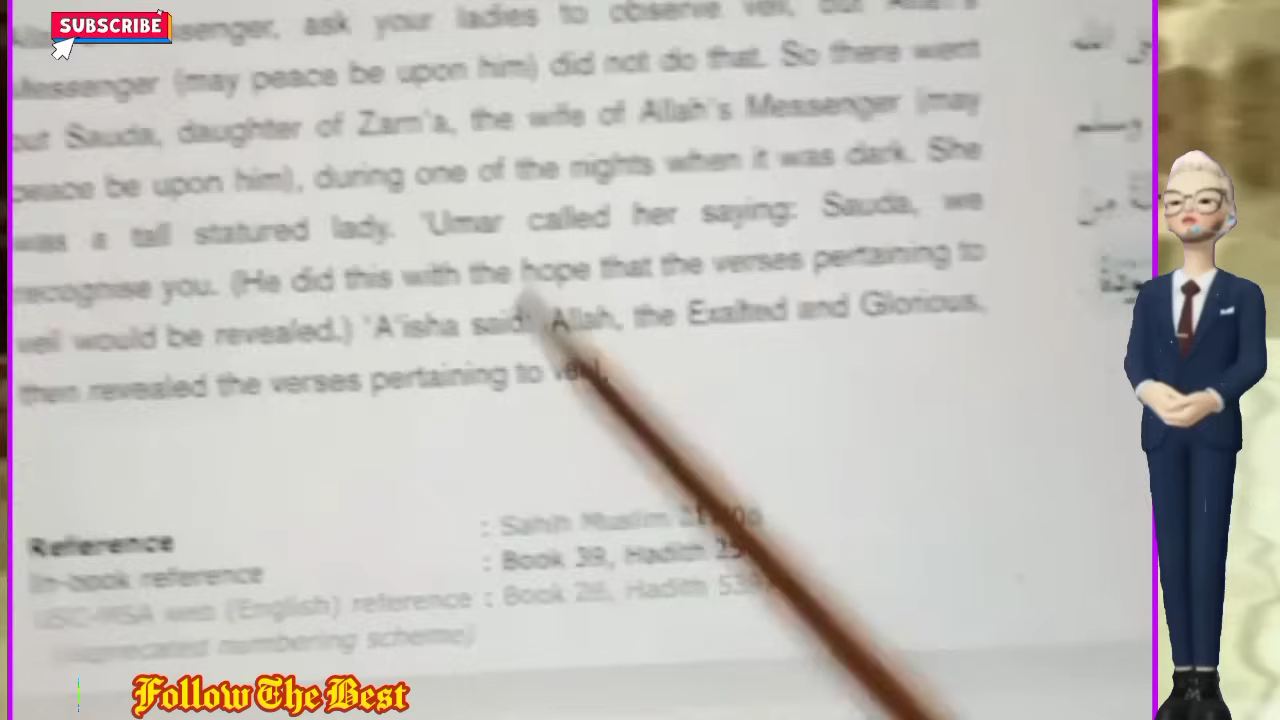 SUBSCRIBE
ask your ladies to observe veil, but Allah's
Messenger (may peace be upon him) did not do that. So there went
out Sauda, daughter of Zam'a, the wife of Allah's Messenger (may
peace be upon him), during one of the nights when it was dark. She
was a tall statured lady. 'Umar called her saying: Sauda, we
recognise you. (He did this with the hope that the verses pertaining to
veil would be revealed.) 'A'isha said: Allah, the Exalted and Glorious,
then revealed the verses pertaining to veil.
الله
وسلم
من
Reference : Sahih Muslim
In-book reference : Book 39, Hadith
USC-MSA web (English) reference : Book 26, Hadith
numbering scheme)
Follow The Best